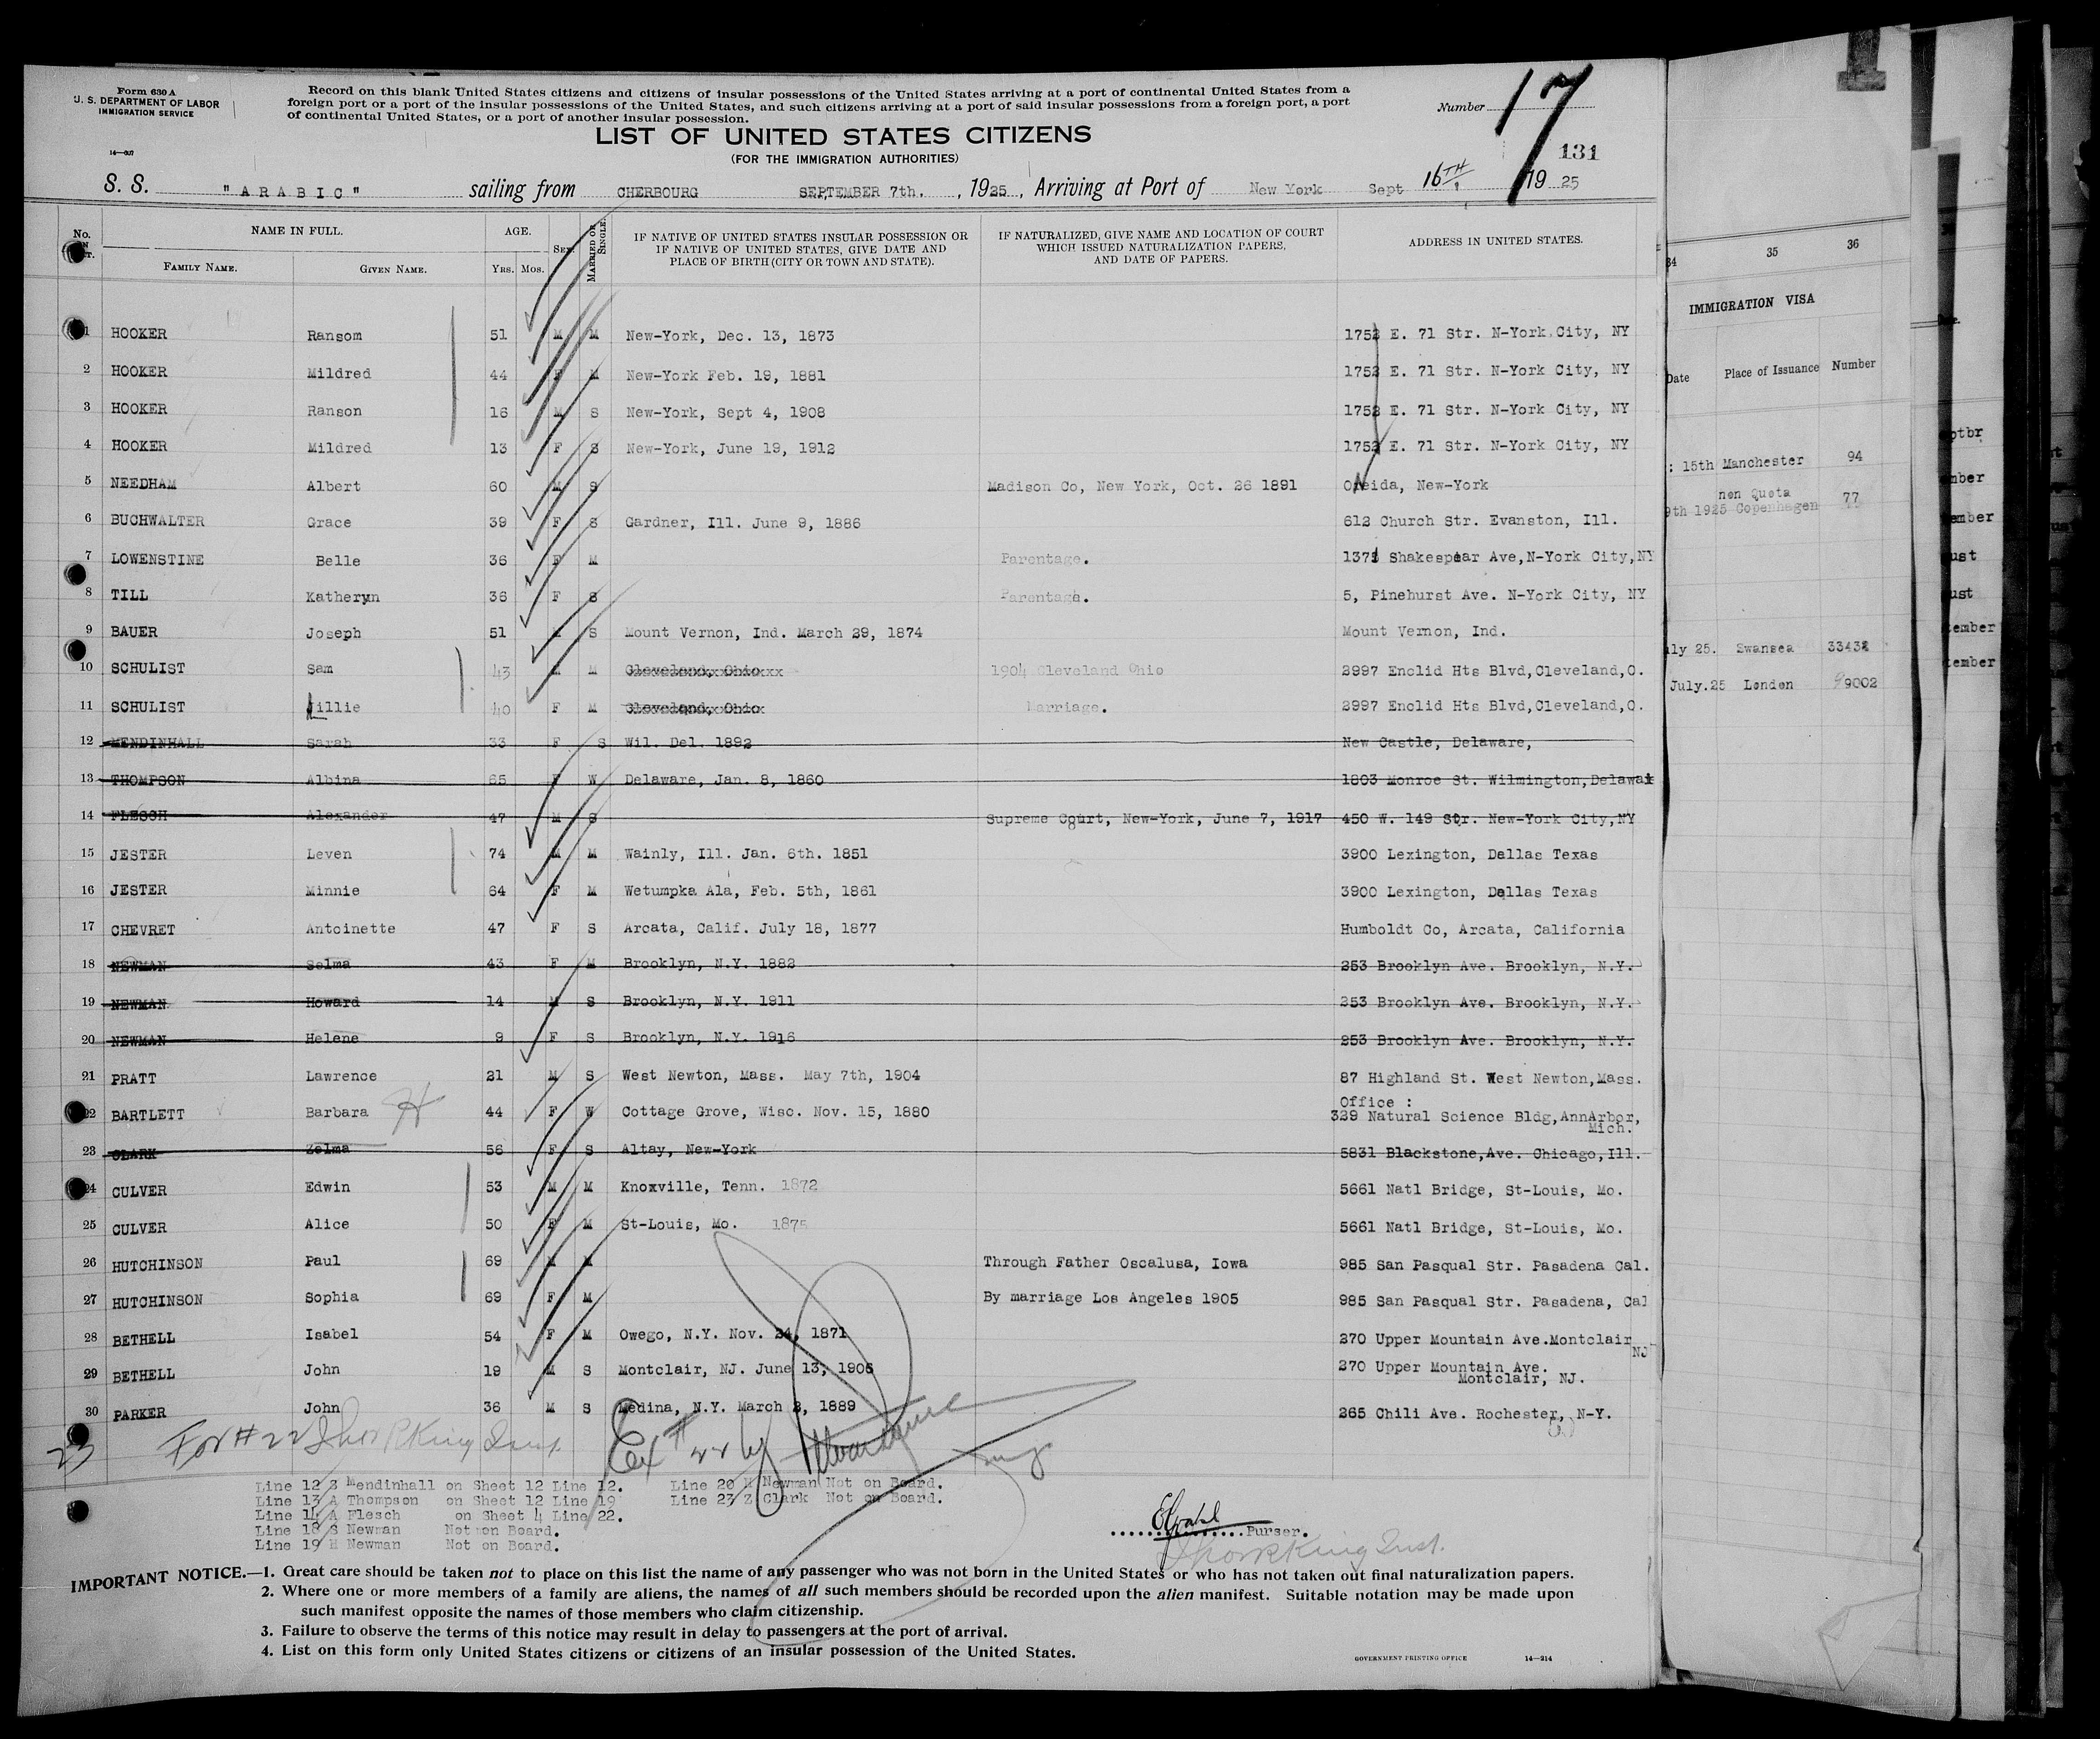 Form 630 A
U. S. DEPARTMENT OF LABOR
IMMIGRATION SERVICE
Record on this blank United States citizens and citizens of insular possessions of the United States arriving at a port of continental United States from a
foreign port or a port of the insular possessions of the United States, and such citizens arriving at a port of said insular possessions from a foreign port, a port
of continental United States, or a port of another insular possession.
Number 17
LIST OF UNITED STATES CITIZENS
(FOR THE IMMIGRATION AUTHORITIES)
131
S. S. "ARABIC" sailing from CHERBOURG SEPTEMBER 7th. , 1925, Arriving at Port of New York Sept 16TH, 19 25
NAME IN FULL. AGE. SEX MARRIED OR SINGLE. IF NATIVE OF UNITED STATES INSULAR POSSESSION OR IF NATIVE OF UNITED STATES, GIVE DATE AND PLACE OF BIRTH (CITY OR TOWN AND STATE). IF NATURALIZED, GIVE NAME AND LOCATION OF COURT WHICH ISSUED NATURALIZATION PAPERS, AND DATE OF PAPERS. ADDRESS IN UNITED STATES.
No. FAMILY NAME. GIVEN NAME. YRS. MOS.
1 HOOKER Ransom 51 M M New-York, Dec. 13, 1873 175 E. 71 Str. N-York City, NY
2 HOOKER Mildred 44 F M New-York Feb. 19, 1881 175 E. 71 Str. N-York City, NY
3 HOOKER Ranson 16 M S New-York, Sept 4, 1908 175 E. 71 Str. N-York City, NY
4 HOOKER Mildred 13 F S New-York, June 19, 1912 175 E. 71 Str. N-York City, NY
5 NEEDHAM Albert 60 M S Madison Co, New York, Oct. 26 1891 Oneida, New-York
6 BUCHWALTER Grace 39 F S Gardner, Ill. June 9, 1886 612 Church Str. Evanston, Ill.
7 LOWENSTINE Belle 36 F M Parentage. 1371 Shakespear Ave,N-York City,NY
8 TILL Katheryn 36 F S Parentage. 5, Pinehurst Ave. N-York City, NY
9 BAUER Joseph 51 M S Mount Vernon, Ind. March 29, 1874 Mount Vernon, Ind.
10 SCHULIST Sam 43 M M Cleveland, Ohio 1904 Cleveland Ohio 2997 Enclid Hts Blvd,Cleveland,O.
11 SCHULIST Lillie 40 F M Cleveland, Ohio Marriage. 2997 Enclid Hts Blvd,Cleveland,O.
12 MENDINHALL Sarah 33 F S Wil. Del. 1892 New Castle, Delaware,
13 THOMPSON Albina 65 F W Delaware, Jan. 8, 1860 1803 Monroe St. Wilmington,Delawar
14 FLESCH Alexander 47 M S Supreme Court, New-York, June 7, 1917 450 W. 149 Str. New-York City,NY
15 JESTER Leven 74 M M Wainly, Ill. Jan. 6th. 1851 3900 Lexington, Dallas Texas
16 JESTER Minnie 64 F M Wetumpka Ala, Feb. 5th, 1861 3900 Lexington, Dallas Texas
17 CHEVRET Antoinette 47 F S Arcata, Calif. July 18, 1877 Humboldt Co, Arcata, California
18 NEWMAN Selma 43 F M Brooklyn, N.Y. 1882 253 Brooklyn Ave. Brooklyn, N.Y.
19 NEWMAN Howard 14 M S Brooklyn, N.Y. 1911 253 Brooklyn Ave. Brooklyn, N.Y.
20 NEWMAN Helene 9 F S Brooklyn, N.Y. 1916 253 Brooklyn Ave. Brooklyn, N.Y.
21 PRATT Lawrence 21 M S West Newton, Mass. May 7th, 1904 87 Highland St. West Newton,Mass.
22 BARTLETT Barbara H 44 F W Cottage Grove, Wisc. Nov. 15, 1880 Office : 329 Natural Science Bldg,AnnArbor, Mich.
23 CLARK Zelma 56 F S Altay, New-York 5831 Blackstone,Ave. Chicago,Ill.
24 CULVER Edwin 53 M M Knoxville, Tenn. 1872 5661 Natl Bridge, St-Louis, Mo.
25 CULVER Alice 50 F M St-Louis, Mo. 1875 5661 Natl Bridge, St-Louis, Mo.
26 HUTCHINSON Paul 69 M M Through Father Oscalusa, Iowa 985 San Pasqual Str. Pasadena Cal.
27 HUTCHINSON Sophia 69 F M By marriage Los Angeles 1905 985 San Pasqual Str. Pasadena, Cal
28 BETHELL Isabel 54 F M Owego, N.Y. Nov. 24, 1871 270 Upper Mountain Ave.Montclair NJ
29 BETHELL John 19 M S Montclair, NJ. June 13, 1906 270 Upper Mountain Ave. Montclair, NJ.
30 PARKER John 36 M S Medina, N.Y. March 2, 1889 265 Chili Ave. Rochester, N-Y.
23 For #22 Inst. Ex # 22 by
Line 12 S Mendinhall on Sheet 12 Line 12. Line 20 H Newman Not on Board.
Line 13 A Thompson on Sheet 12 Line 19 Line 23 Z Clark Not on Board.
Line 14 A Flesch on Sheet 4 Line 22.
Line 18 S Newman Not on Board.
Line 19 H Newman Not on Board.
Purser.
IMPORTANT NOTICE.—1. Great care should be taken not to place on this list the name of any passenger who was not born in the United States or who has not taken out final naturalization papers.
2. Where one or more members of a family are aliens, the names of all such members should be recorded upon the alien manifest. Suitable notation may be made upon
such manifest opposite the names of those members who claim citizenship.
3. Failure to observe the terms of this notice may result in delay to passengers at the port of arrival.
4. List on this form only United States citizens or citizens of an insular possession of the United States.
GOVERNMENT PRINTING OFFICE 14—214
34 35 36
IMMIGRATION VISA
Date Place of Issuance Number
: 15th Manchester 94
non Quota
9th 1925 Copenhagen 77
ly 25. Swansea
July.25 London 9002